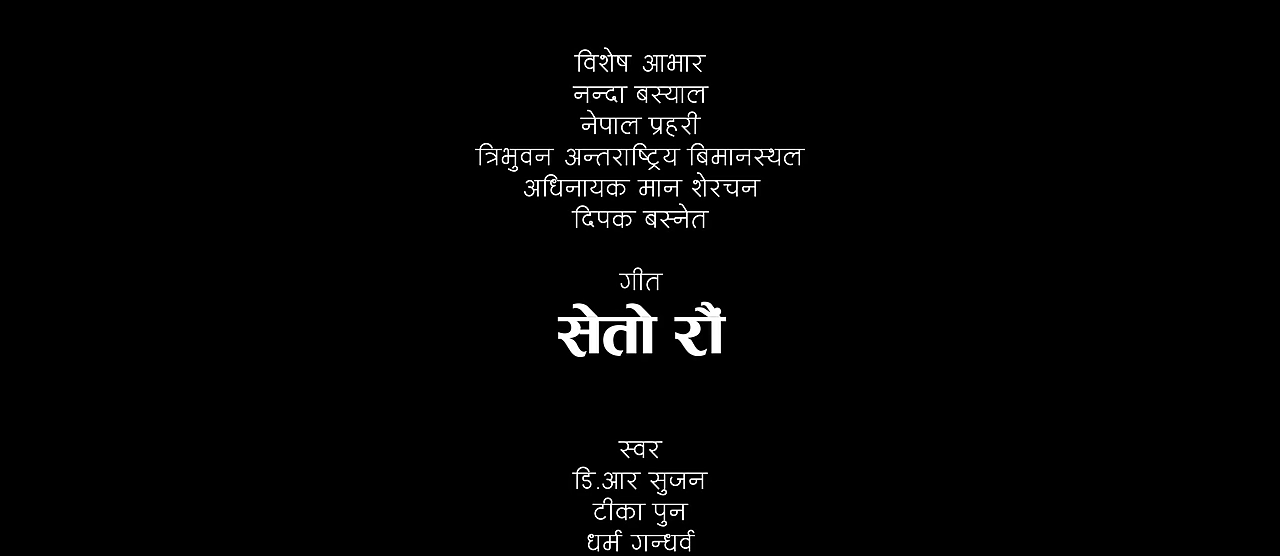 विशेष आभार
नन्दा बस्याल
नेपाल प्रहरी
त्रिभुवन अन्तराष्ट्रिय बिमानस्थल
अधिनायक मान शेरचन
दिपक बस्नेत
गीत
सेतो रौं
स्वर
डि.आर सुजन
टीका पुन
धर्म गन्धर्व